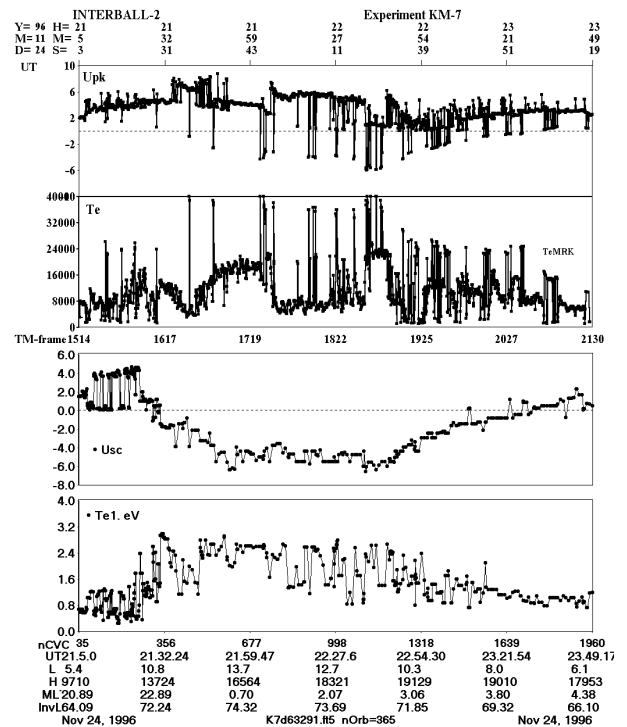 INTERBALL-2 Experiment KM-7
Y= 96 H= 21 21 21 22 22 23 23
M= 11 M= 5 32 59 27 54 21 49
D= 24 S= 3 31 43 11 39 51 19
UT
10
Upk
6
2
-2
-6
40000
Te
32000
24000
TeMRK
16000
8000
0
TM-frame 1514 1617 1719 1822 1925 2027 2130
6.0
4.0
2.0
0.0
-2.0
-4.0
Usc
-6.0
-8.0
4.0
Te1. eV
3.2
2.4
1.6
0.8
0.0
nCVC 35 356 677 998 1318 1639 1960
UT21.5.0 21.32.24 21.59.47 22.27.6 22.54.30 23.21.54 23.49.17
L 5.4 10.8 13.7 12.7 10.3 8.0 6.1
H 9710 13724 16564 18321 19129 19010 17953
ML20.89 22.89 0.70 2.07 3.06 3.80 4.38
InvL64.09 72.24 74.32 73.69 71.85 69.32 66.10
Nov 24, 1996 K7d63291.ft5 nOrb=365 Nov 24, 1996